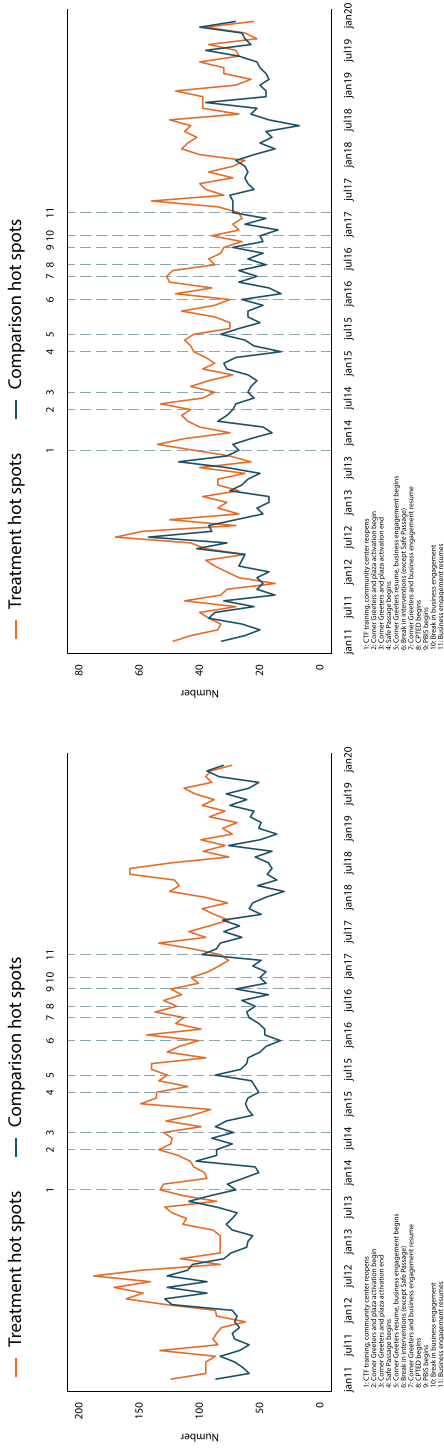 Treatment hot spots
Comparison hot spots
1 2 3 4 5 6 7 8 9 10 11
200
150
100
50
0
Number
jan11 jul11 jan12 jul12 jan13 jul13 jan14 jul14 jan15 jul15 jan16 jul16 jan17 jul17 jan18 jul18 jan19 jul19 jan20
1: CTF training, community center reopens
2: Corner Greeters and plaza activation begin
3: Corner Greeters and plaza activation end
4: Safe Passage begins
5: Corner Greeters resume, business engagement begins
6: Break in interventions (except Safe Passage)
7: Corner Greeters and business engagement resume
8: CPTED begins
9: PBIS begins
10: Break in business engagement
11: Business engagement resumes
Treatment hot spots
Comparison hot spots
1 2 3 4 5 6 7 8 9 10 11
80
60
40
20
0
Number
jan11 jul11 jan12 jul12 jan13 jul13 jan14 jul14 jan15 jul15 jan16 jul16 jan17 jul17 jan18 jul18 jan19 jul19 jan20
1: CTF training, community center reopens
2: Corner Greeters and plaza activation begin
3: Corner Greeters and plaza activation end
4: Safe Passage begins
5: Corner Greeters resume, business engagement begins
6: Break in interventions (except Safe Passage)
7: Corner Greeters and business engagement resume
8: CPTED begins
9: PBIS begins
10: Break in business engagement
11: Business engagement resumes